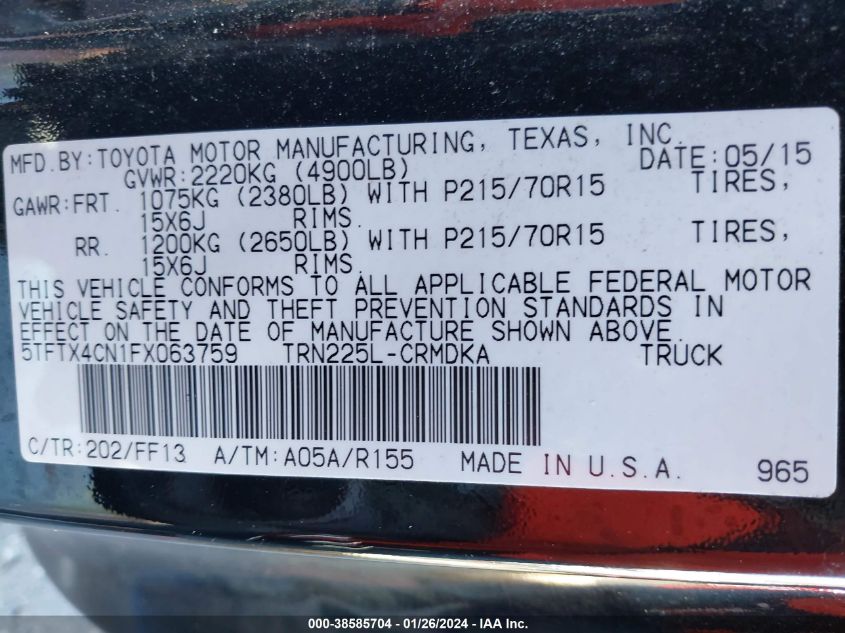 MFD.BY:TOYOTA MOTOR MANUFACTURING, TEXAS, INC.
GVWR:2220KG (4900LB) DATE:05/15
GAWR:FRT. 1075KG (2380LB) WITH P215/70R15 TIRES,
15X6J RIMS.
RR. 1200KG (2650LB) WITH P215/70R15 TIRES,
15X6J RIMS.
THIS VEHICLE CONFORMS TO ALL APPLICABLE FEDERAL MOTOR
VEHICLE SAFETY AND THEFT PREVENTION STANDARDS IN
EFFECT ON THE DATE OF MANUFACTURE SHOWN ABOVE.
5TFTX4CN1FX063759 TRN225L-CRMDKA TRUCK
C/TR:202/FF13 A/TM:A05A/R155 MADE IN U.S.A. 965
000-38585704 - 01/26/2024 - IAA Inc.